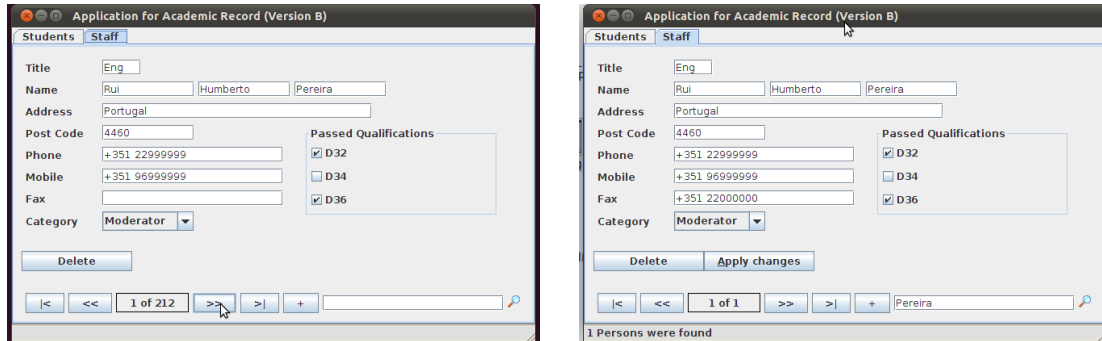 Application for Academic Record (Version B)
Students Staff
Title Eng
Name Rui Humberto Pereira
Address Portugal
Post Code 4460 Passed Qualifications
Phone +351 22999999 D32
Mobile +351 96999999 D34
Fax D36
Category Moderator
Delete
|< << 1 of 212 >> >| +
Application for Academic Record (Version B)
Students Staff
Title Eng
Name Rui Humberto Pereira
Address Portugal
Post Code 4460 Passed Qualifications
Phone +351 22999999 D32
Mobile +351 96999999 D34
Fax +351 22000000 D36
Category Moderator
Delete Apply changes
|< << 1 of 1 >> >| + Pereira
1 Persons were found